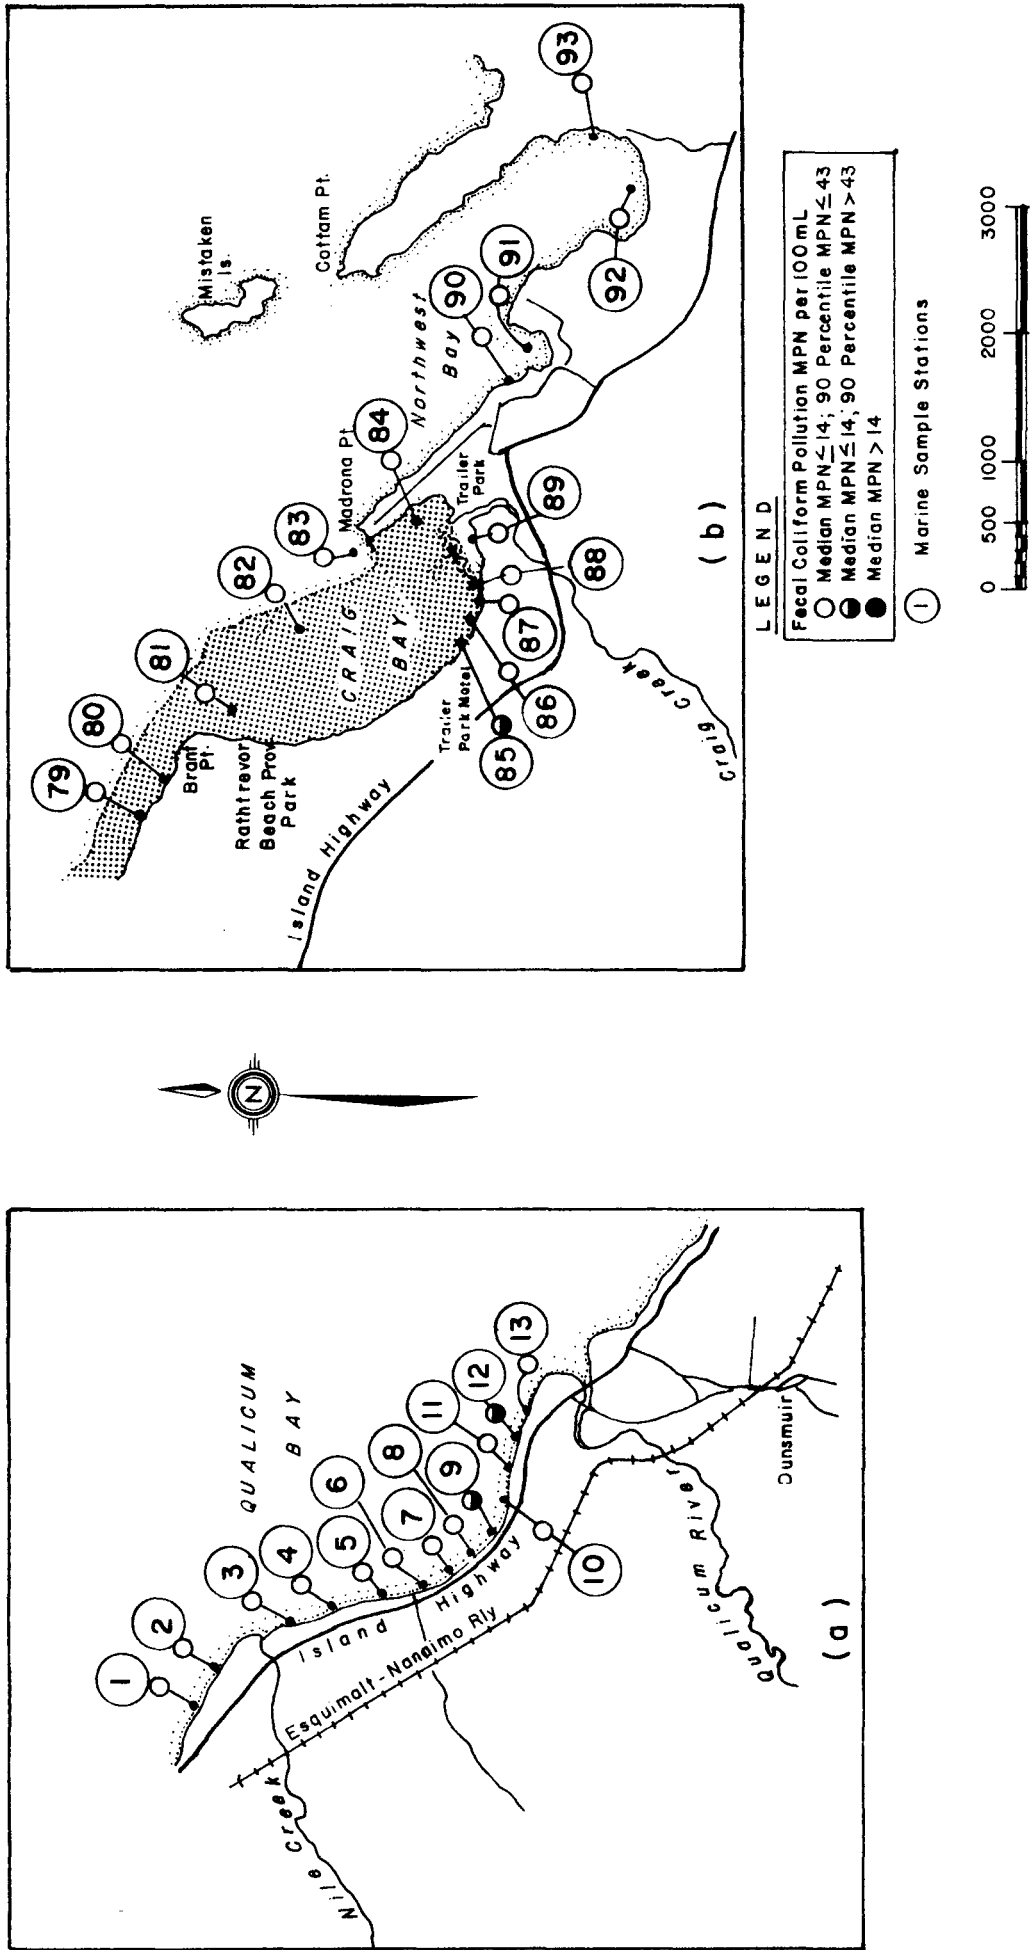 QUALICUM
BAY
1
2
3
4
5
6
7
8
9
10
11
12
13
Island Highway
Esquimalt-Nanaimo Rly
Nile Creek
Qualicum River
Dunsmuir
(a)
N
Mistaken
Is.
Cottam Pt.
Northwest
Bay
Madrona Pt.
CRAIG
BAY
Brant
Pt.
Rathtrevor
Beach Prov
Park
Trailer
Park Motel
Trailer
Park
Island Highway
Craig Creek
79
80
81
82
83
84
85
86
87
88
89
90
91
92
93
(b)
LEGEND
Fecal Coliform Pollution MPN per 100 mL
Median MPN ≤ 14; 90 Percentile MPN ≤ 43
Median MPN ≤ 14; 90 Percentile MPN > 43
Median MPN > 14
1 Marine Sample Stations
0 500 1000 2000 3000